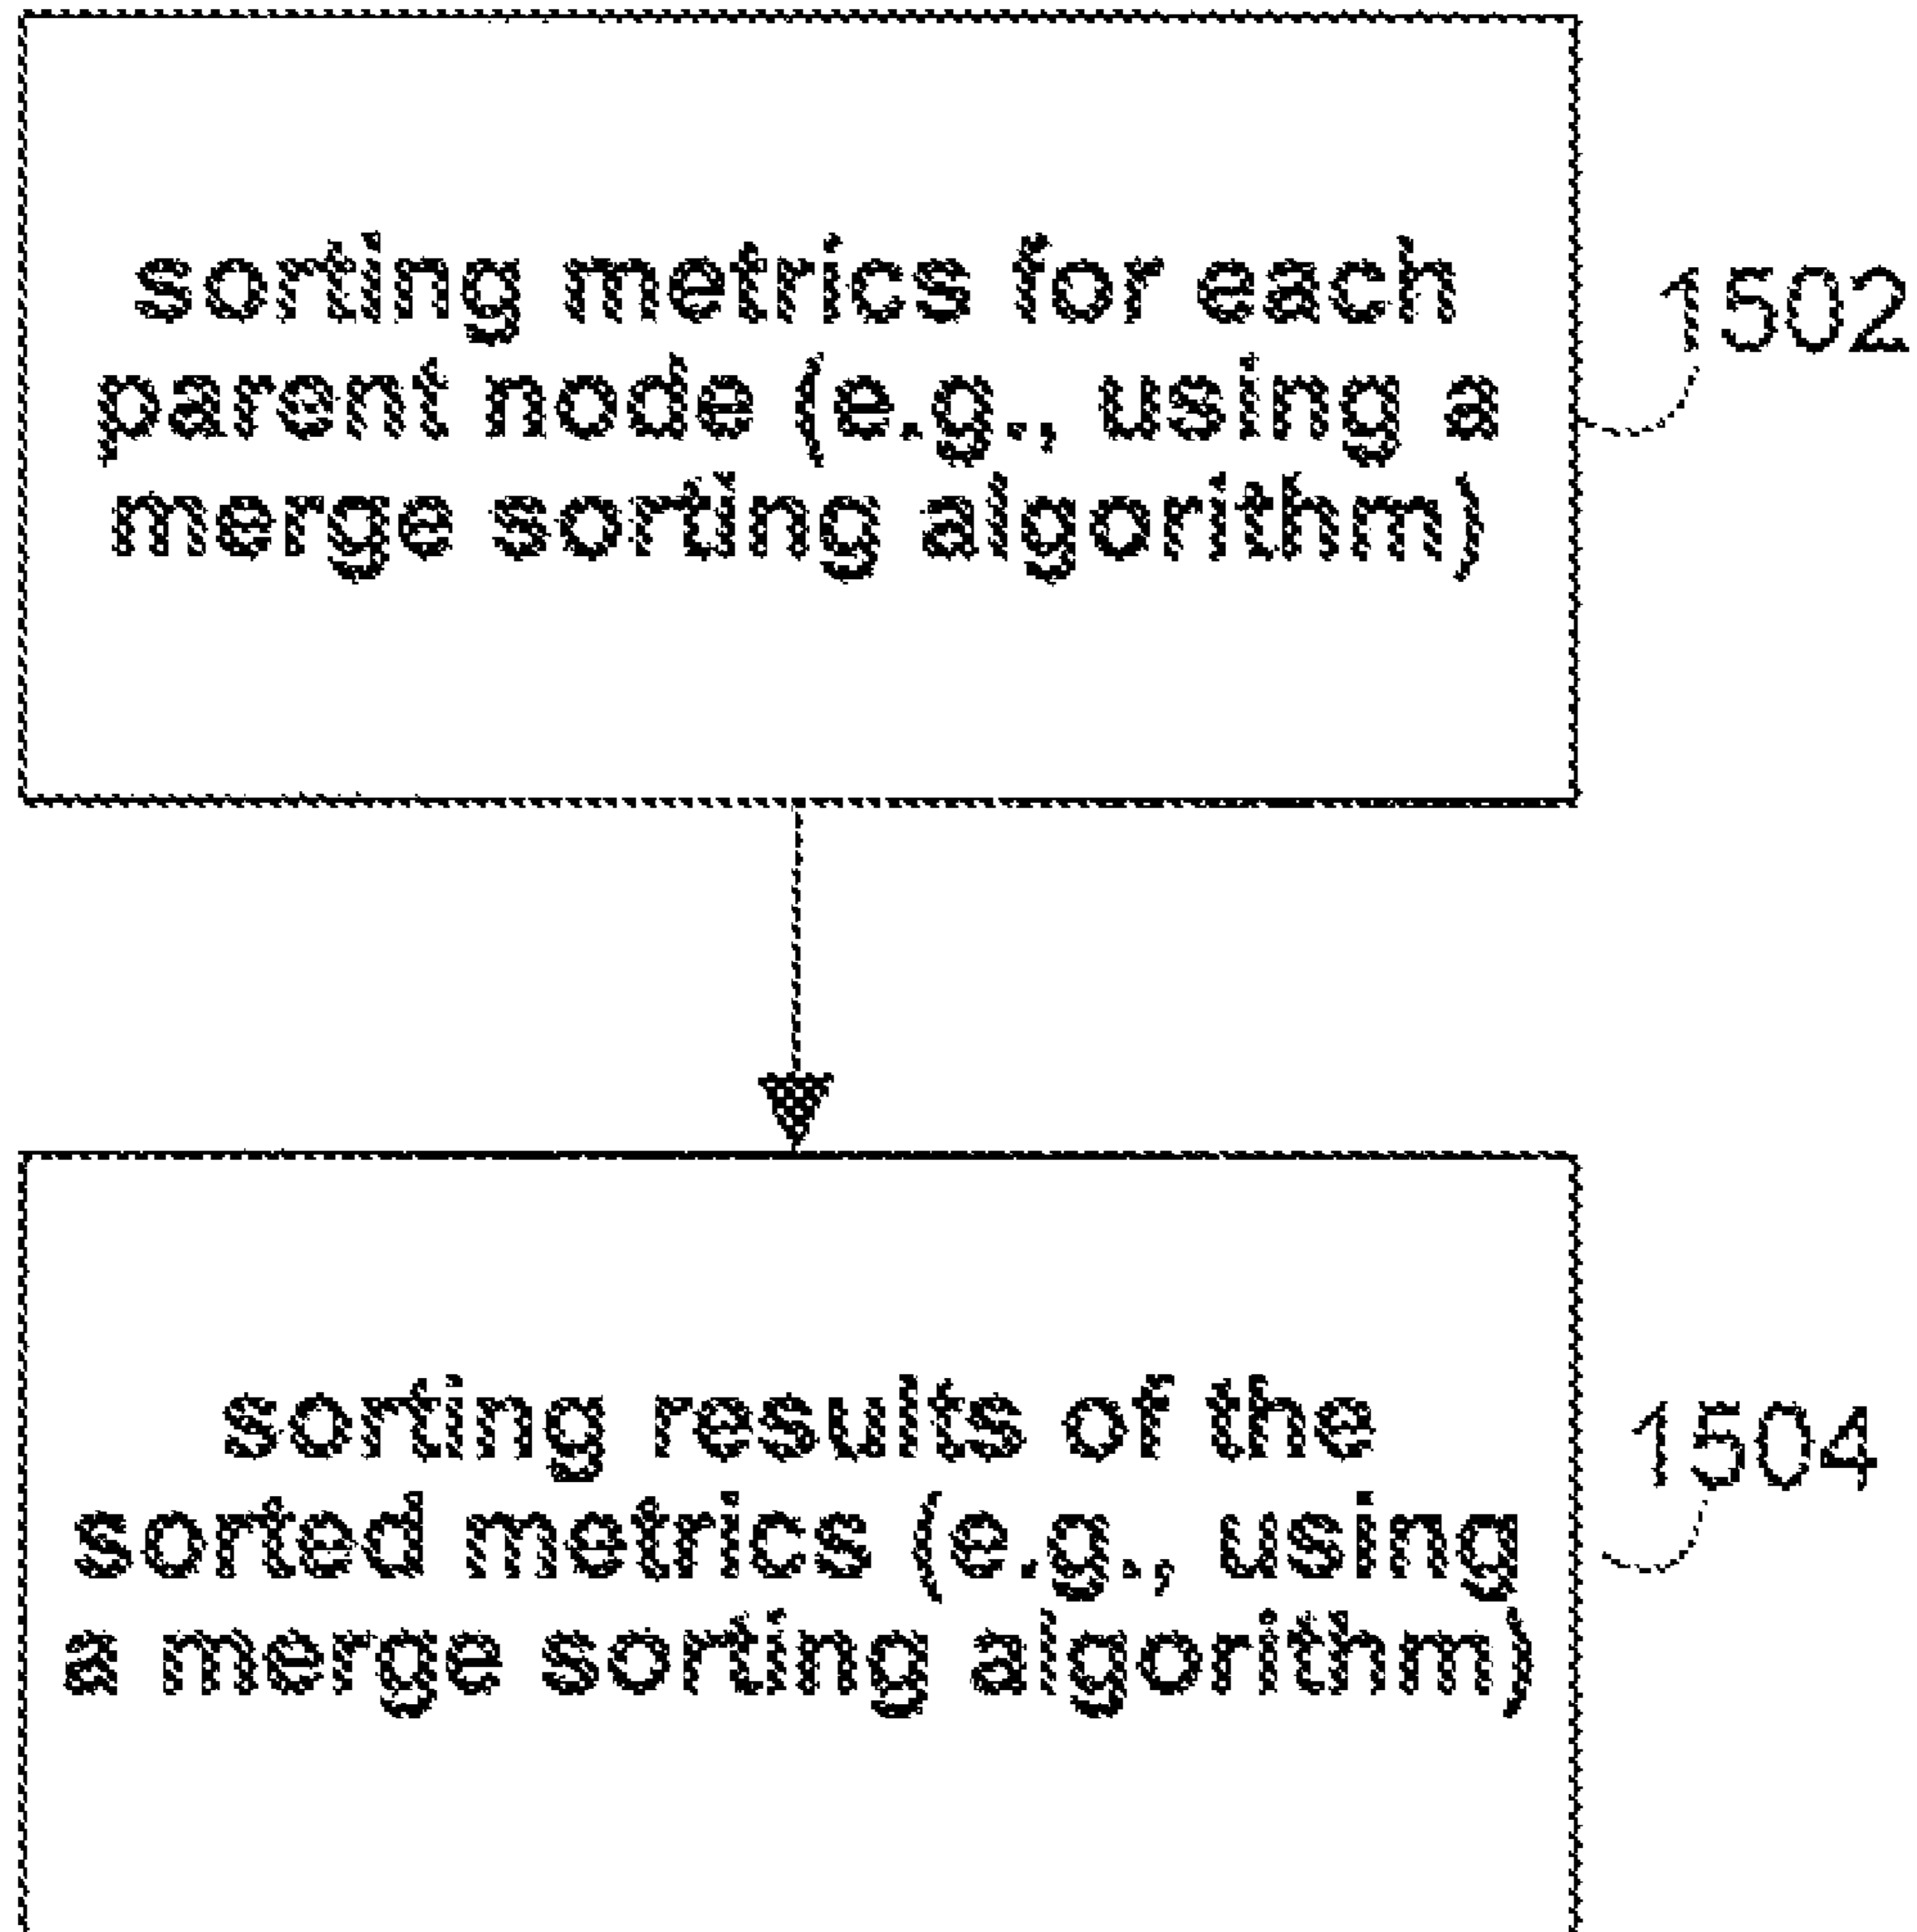 sorting metrics for each
parent node (e.g., using a
merge sorting algorithm)
1502
sorting results of the
sorted metrics (e.g., using
a merge sorting algorithm)
1504